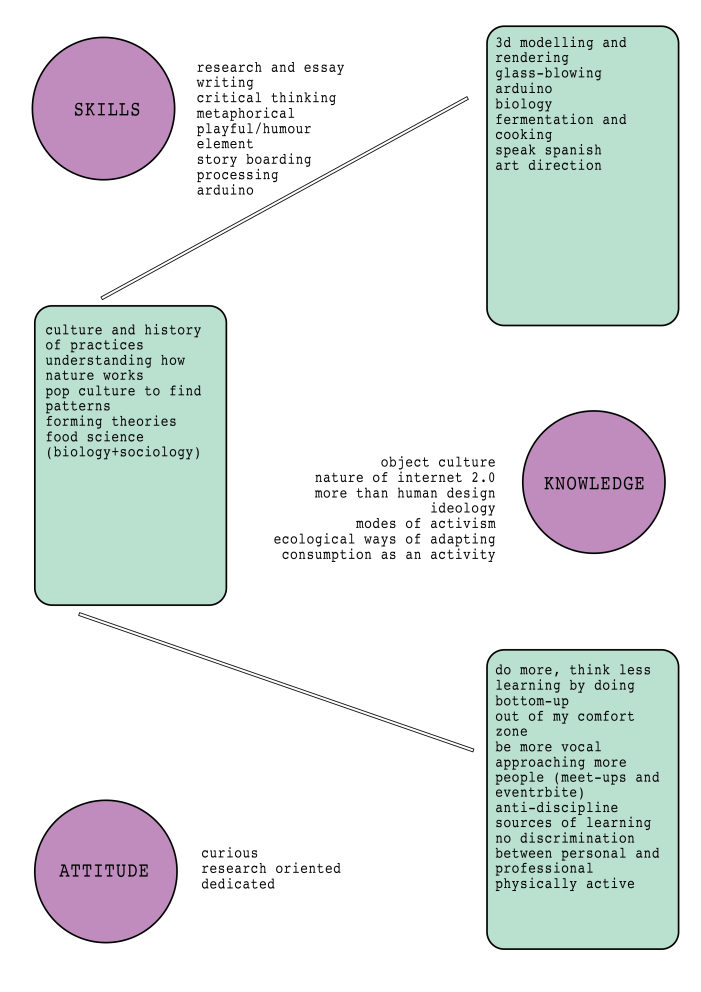 SKILLS
research and essay
writing
critical thinking
metaphorical
playful/humour
element
story boarding
processing
arduino
3d modelling and
rendering
glass-blowing
arduino
biology
fermentation and
cooking
speak spanish
art direction
culture and history
of practices
understanding how
nature works
pop culture to find
patterns
forming theories
food science
(biology+sociology)
object culture
nature of internet 2.0
more than human design
ideology
modes of activism
ecological ways of adapting
consumption as an activity
KNOWLEDGE
do more, think less
learning by doing
bottom-up
out of my comfort
zone
be more vocal
approaching more
people (meet-ups and
eventrbite)
anti-discipline
sources of learning
no discrimination
between personal and
professional
physically active
ATTITUDE
curious
research oriented
dedicated